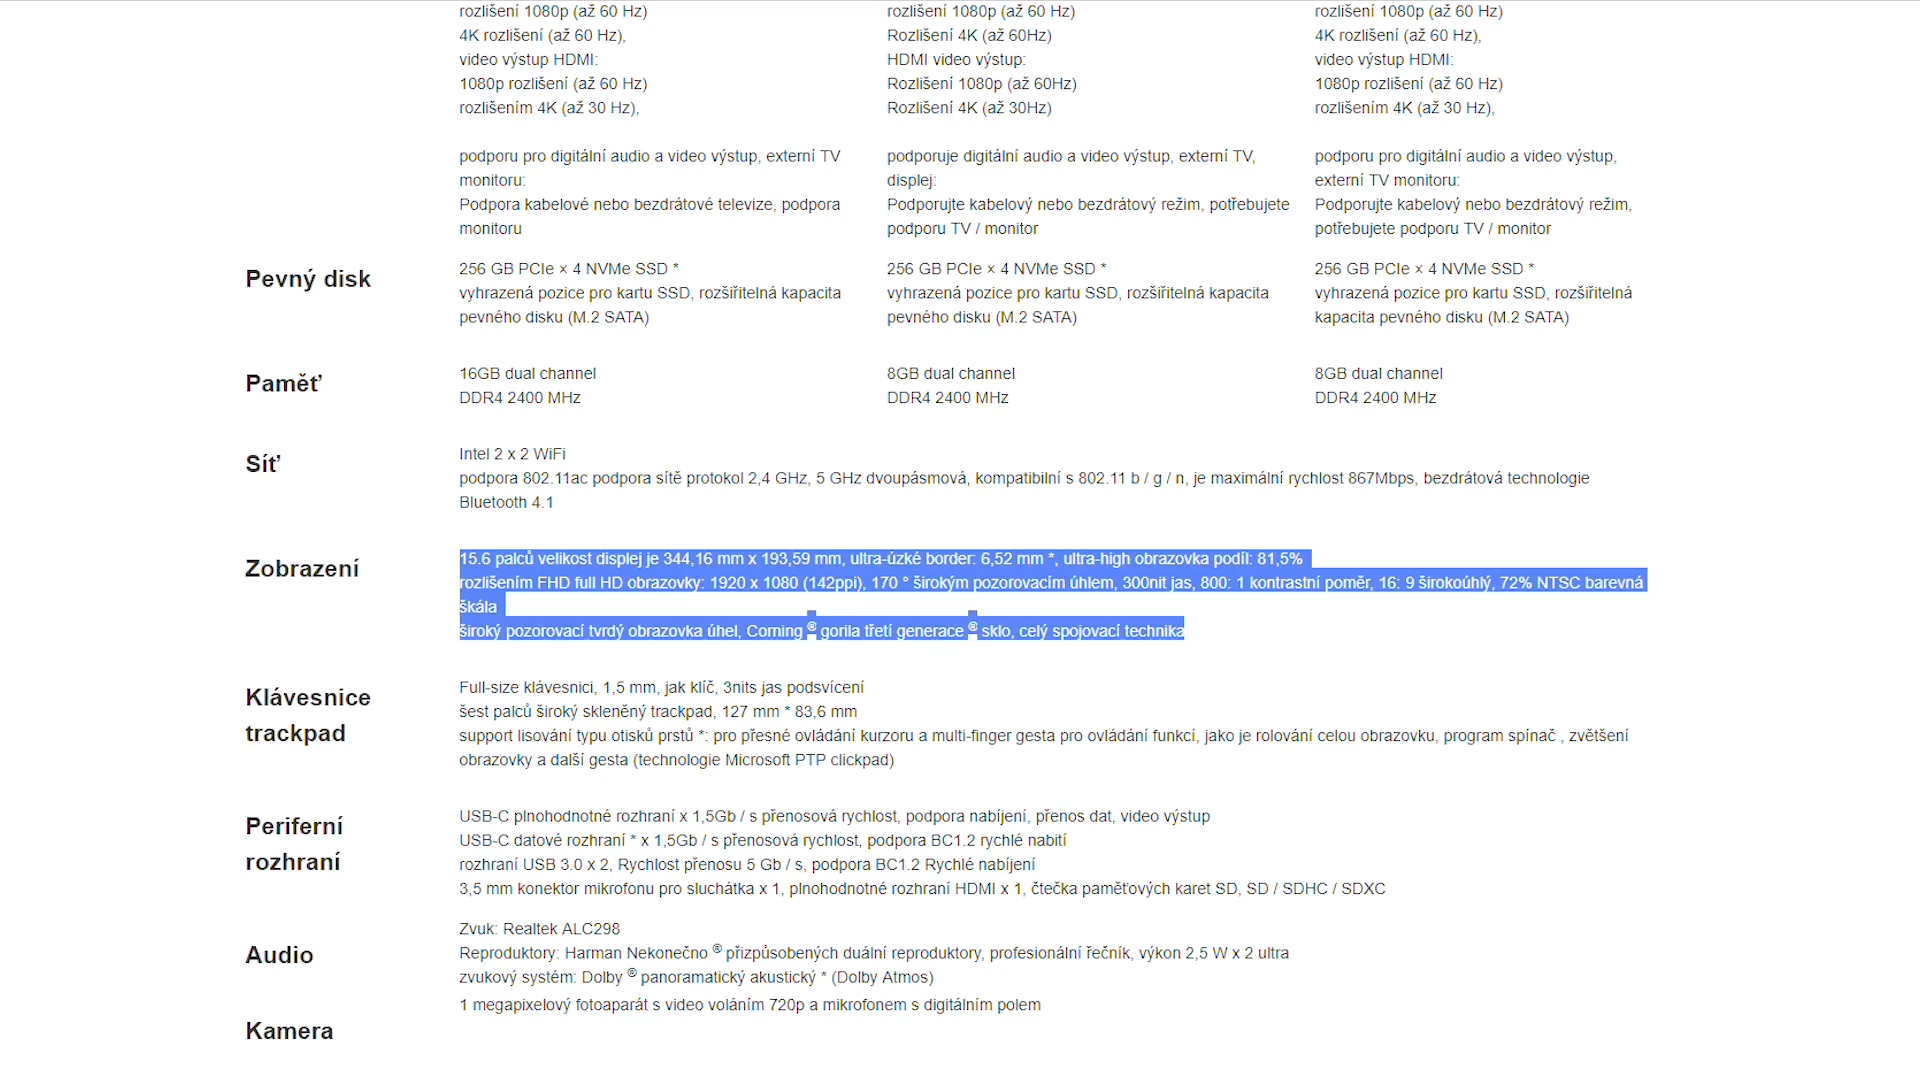 rozlišení 1080p (až 60 Hz)
4K rozlišení (až 60 Hz),
video výstup HDMI:
1080p rozlišení (až 60 Hz)
rozlišením 4K (až 30 Hz),
podporu pro digitální audio a video výstup, externí TV
monitoru:
Podpora kabelové nebo bezdrátové televize, podpora
monitoru
rozlišení 1080p (až 60 Hz)
Rozlišení 4K (až 60Hz)
HDMI video výstup:
Rozlišení 1080p (až 60Hz)
Rozlišení 4K (až 30Hz)
podporuje digitální audio a video výstup, externí TV,
displej:
Podporujte kabelový nebo bezdrátový režim, potřebujete
podporu TV / monitor
rozlišení 1080p (až 60 Hz)
4K rozlišení (až 60 Hz),
video výstup HDMI:
1080p rozlišení (až 60 Hz)
rozlišením 4K (až 30 Hz),
podporu pro digitální audio a video výstup,
externí TV monitoru:
Podporujte kabelový nebo bezdrátový režim,
potřebujete podporu TV / monitor
Pevný disk
256 GB PCIe × 4 NVMe SSD *
vyhrazená pozice pro kartu SSD, rozšiřitelná kapacita
pevného disku (M.2 SATA)
256 GB PCIe × 4 NVMe SSD *
vyhrazená pozice pro kartu SSD, rozšiřitelná kapacita
pevného disku (M.2 SATA)
256 GB PCIe × 4 NVMe SSD *
vyhrazená pozice pro kartu SSD, rozšiřitelná
kapacita pevného disku (M.2 SATA)
Paměť
16GB dual channel
DDR4 2400 MHz
8GB dual channel
DDR4 2400 MHz
8GB dual channel
DDR4 2400 MHz
Síť
Intel 2 x 2 WiFi
podpora 802.11ac podpora sítě protokol 2,4 GHz, 5 GHz dvoupásmová, kompatibilní s 802.11 b / g / n, je maximální rychlost 867Mbps, bezdrátová technologie
Bluetooth 4.1
Zobrazení
15.6 palců velikost displej je 344,16 mm x 193,59 mm, ultra-úzké border: 6,52 mm *, ultra-high obrazovka podíl: 81,5%
rozlišením FHD full HD obrazovky: 1920 x 1080 (142ppi), 170 ° širokým pozorovacím úhlem, 300nit jas, 800: 1 kontrastní poměr, 16: 9 širokoúhlý, 72% NTSC barevná
škála
široký pozorovací tvrdý obrazovka úhel, Corning ® gorila třetí generace ® sklo, celý spojovací technika
Klávesnice
trackpad
Full-size klávesnici, 1,5 mm, jak klíč, 3nits jas podsvícení
šest palců široký skleněný trackpad, 127 mm * 83,6 mm
support lisování typu otisků prstů *: pro přesné ovládání kurzoru a multi-finger gesta pro ovládání funkcí, jako je rolování celou obrazovku, program spínač , zvětšení
obrazovky a další gesta (technologie Microsoft PTP clickpad)
Periferní
rozhraní
USB-C plnohodnotné rozhraní x 1,5Gb / s přenosová rychlost, podpora nabíjení, přenos dat, video výstup
USB-C datové rozhraní * x 1,5Gb / s přenosová rychlost, podpora BC1.2 rychlé nabití
rozhraní USB 3.0 x 2, Rychlost přenosu 5 Gb / s, podpora BC1.2 Rychlé nabíjení
3,5 mm konektor mikrofonu pro sluchátka x 1, plnohodnotné rozhraní HDMI x 1, čtečka paměťových karet SD, SD / SDHC / SDXC
Audio
Zvuk: Realtek ALC298
Reproduktory: Harman Nekonečno ® přizpůsobených duální reproduktory, profesionální řečník, výkon 2,5 W x 2 ultra
zvukový systém: Dolby ® panoramatický akustický * (Dolby Atmos)
Kamera
1 megapixelový fotoaparát s video voláním 720p a mikrofonem s digitálním polem